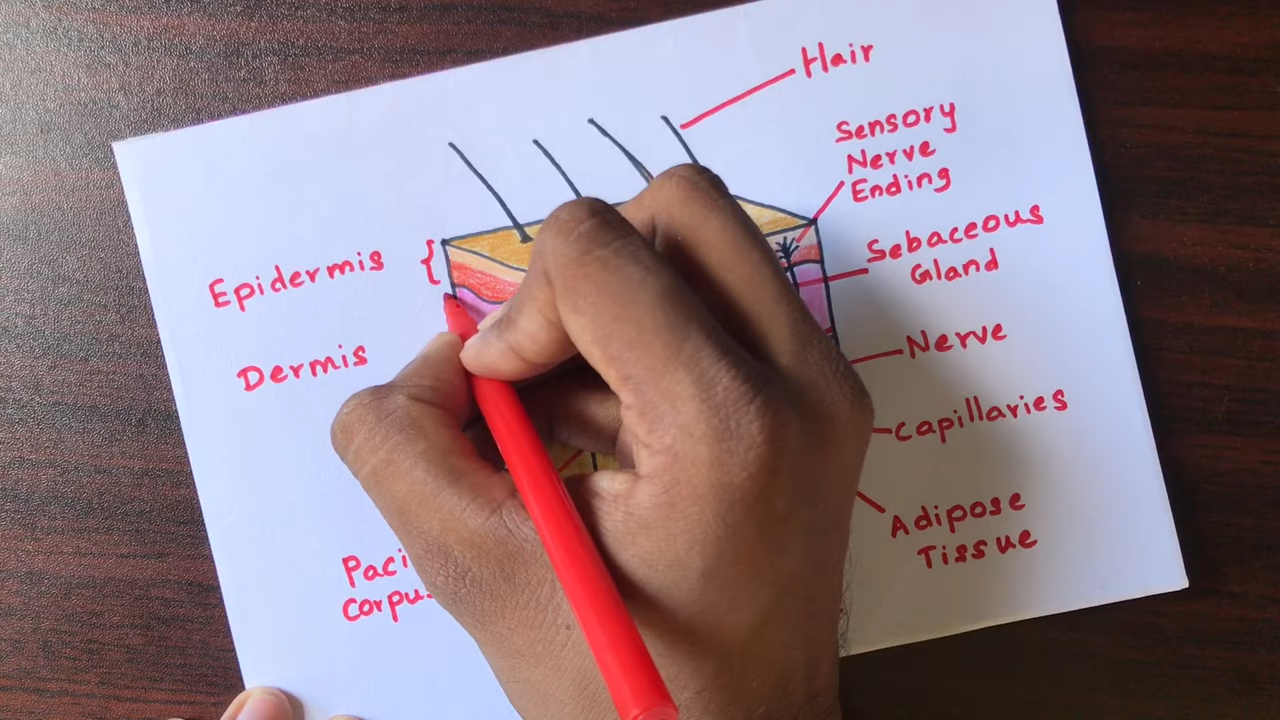 Hair
Sensory
Nerve
Ending
Sebaceous
Gland
Epidermis
Nerve
Dermis
Capillaries
Adipose
Tissue